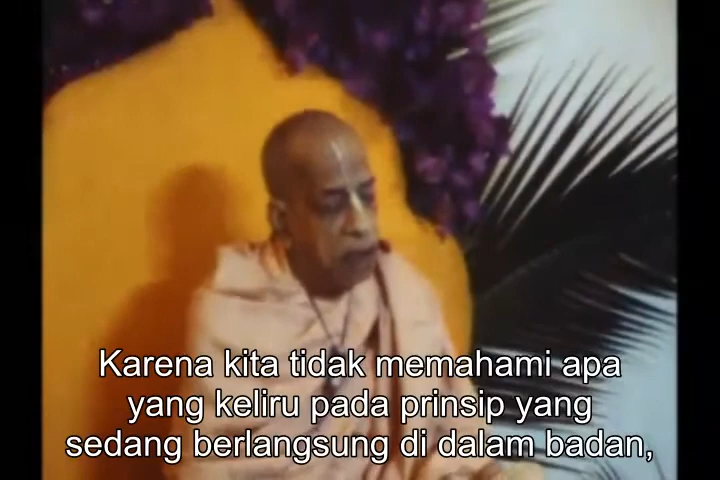 Karena kita tidak memahami apa
yang keliru pada prinsip yang
sedang berlangsung di dalam badan,